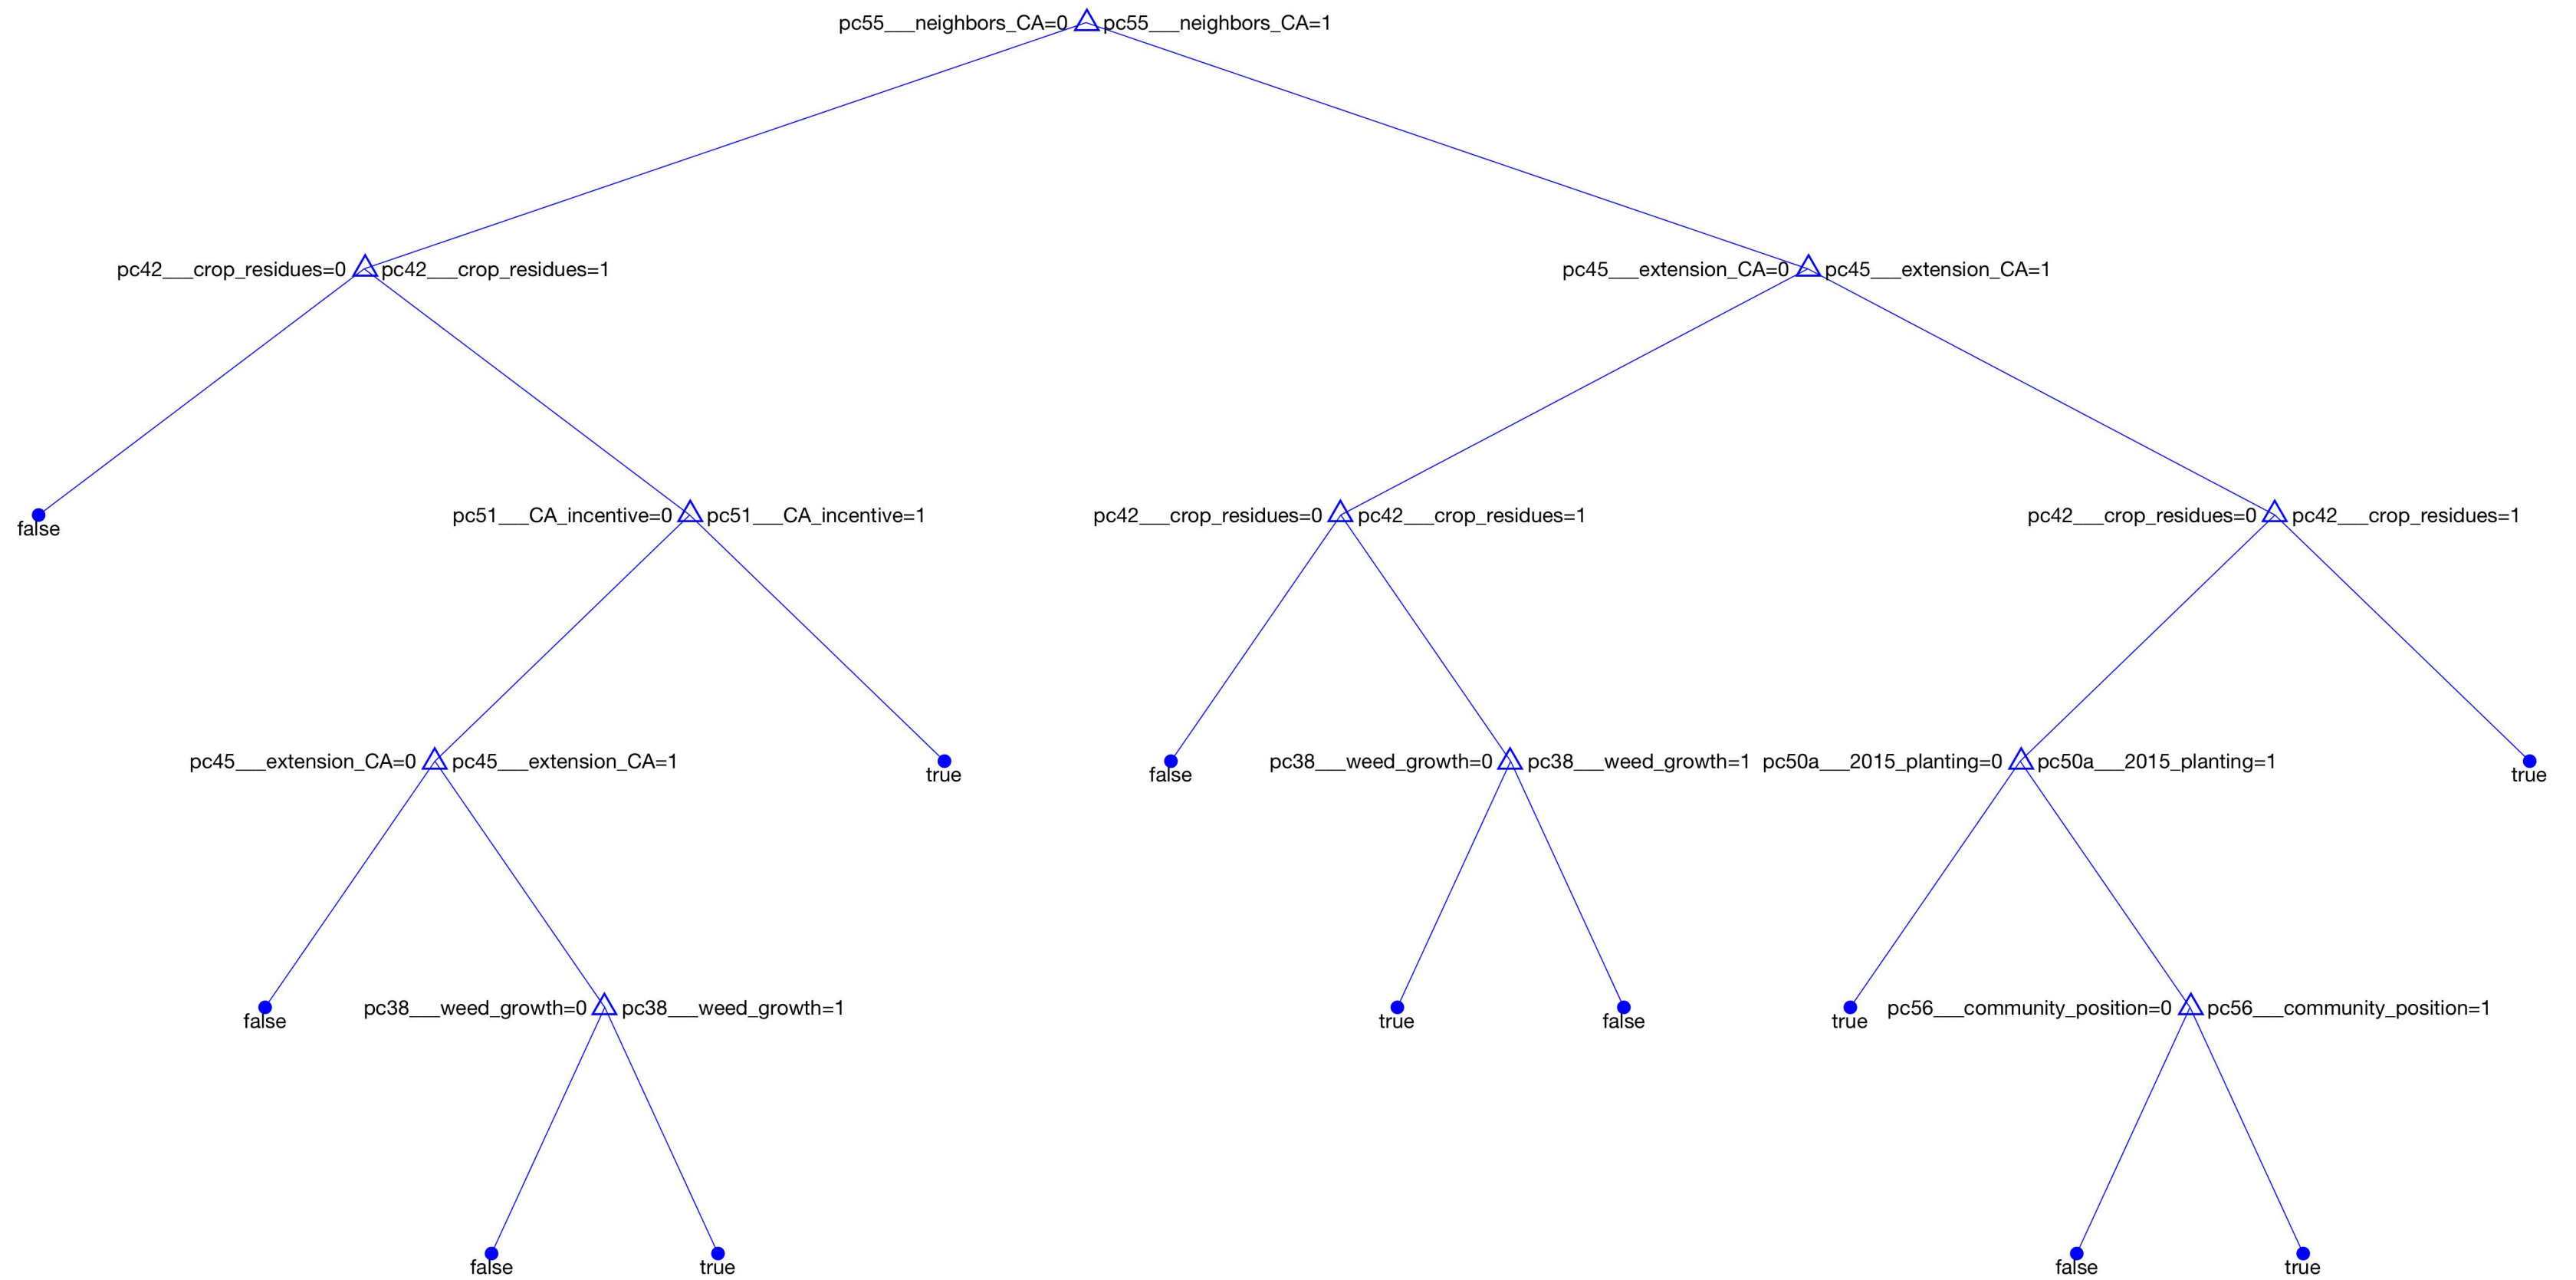 pc55___neighbors_CA=0 pc55___neighbors_CA=1
pc42___crop_residues=0 pc42___crop_residues=1 pc45___extension_CA=0 pc45___extension_CA=1
false pc51___CA_incentive=0 pc51___CA_incentive=1 pc42___crop_residues=0 pc42___crop_residues=1 pc42___crop_residues=0 pc42___crop_residues=1
pc45___extension_CA=0 pc45___extension_CA=1 true false pc38___weed_growth=0 pc38___weed_growth=1 pc50a___2015_planting=0 pc50a___2015_planting=1 true
false pc38___weed_growth=0 pc38___weed_growth=1 true false true pc56___community_position=0 pc56___community_position=1
false true false true